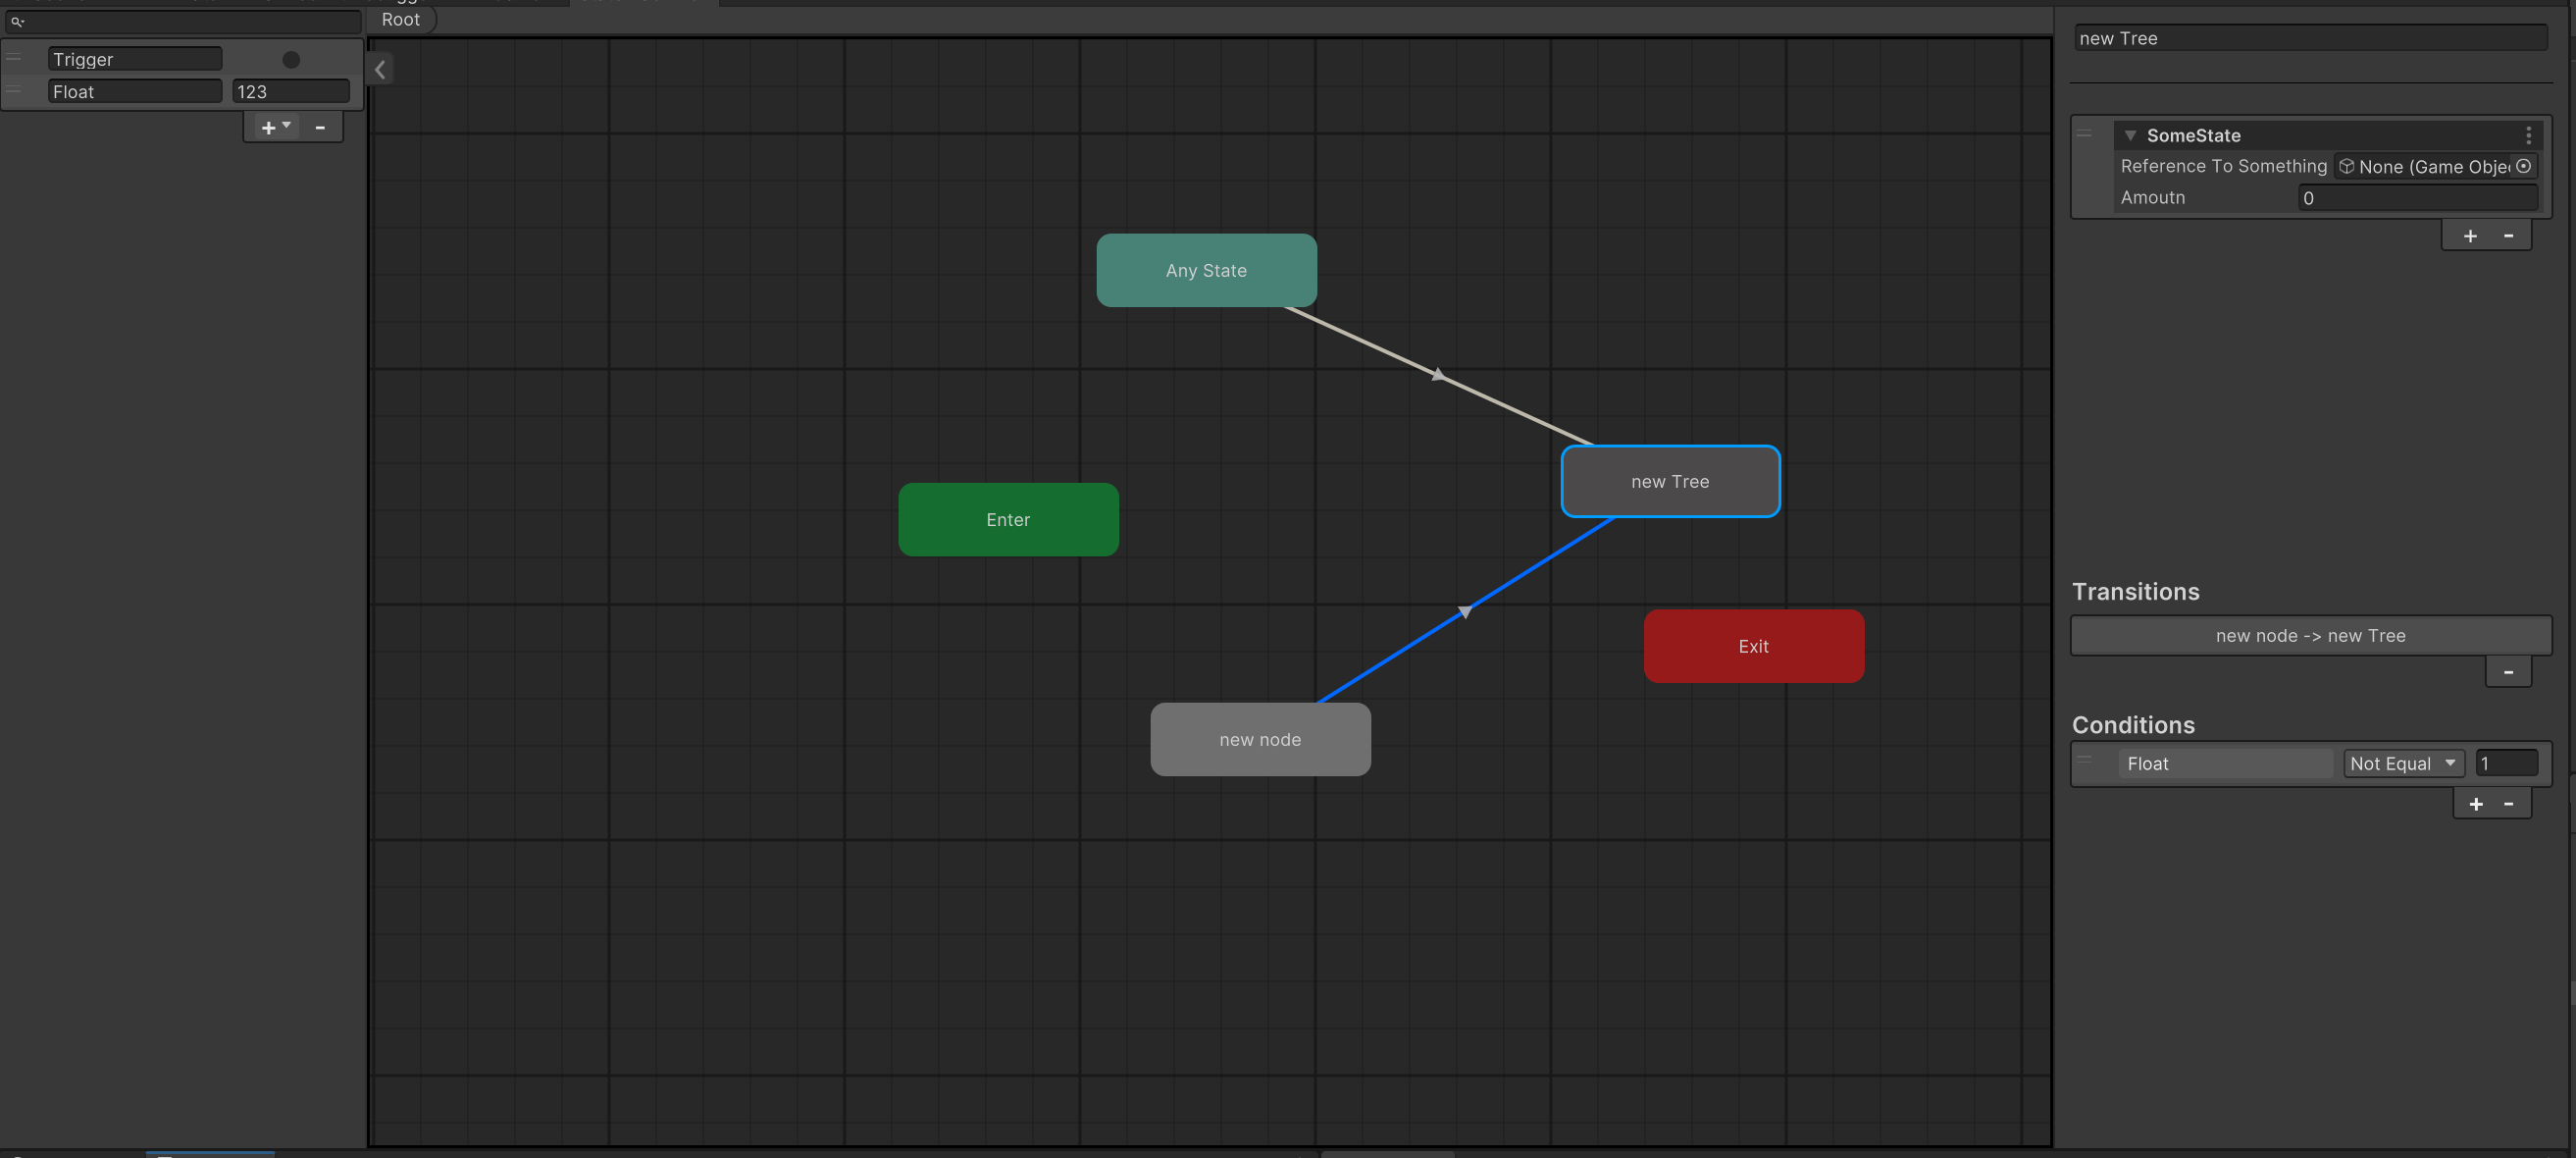 Root
Trigger
Float 123
+ -
Any State
new Tree
Enter
Exit
new node
new Tree
SomeState
Reference To Something None (Game Objec
Amoutn 0
+ -
Transitions
new node -> new Tree
-
Conditions
Float Not Equal 1
+ -